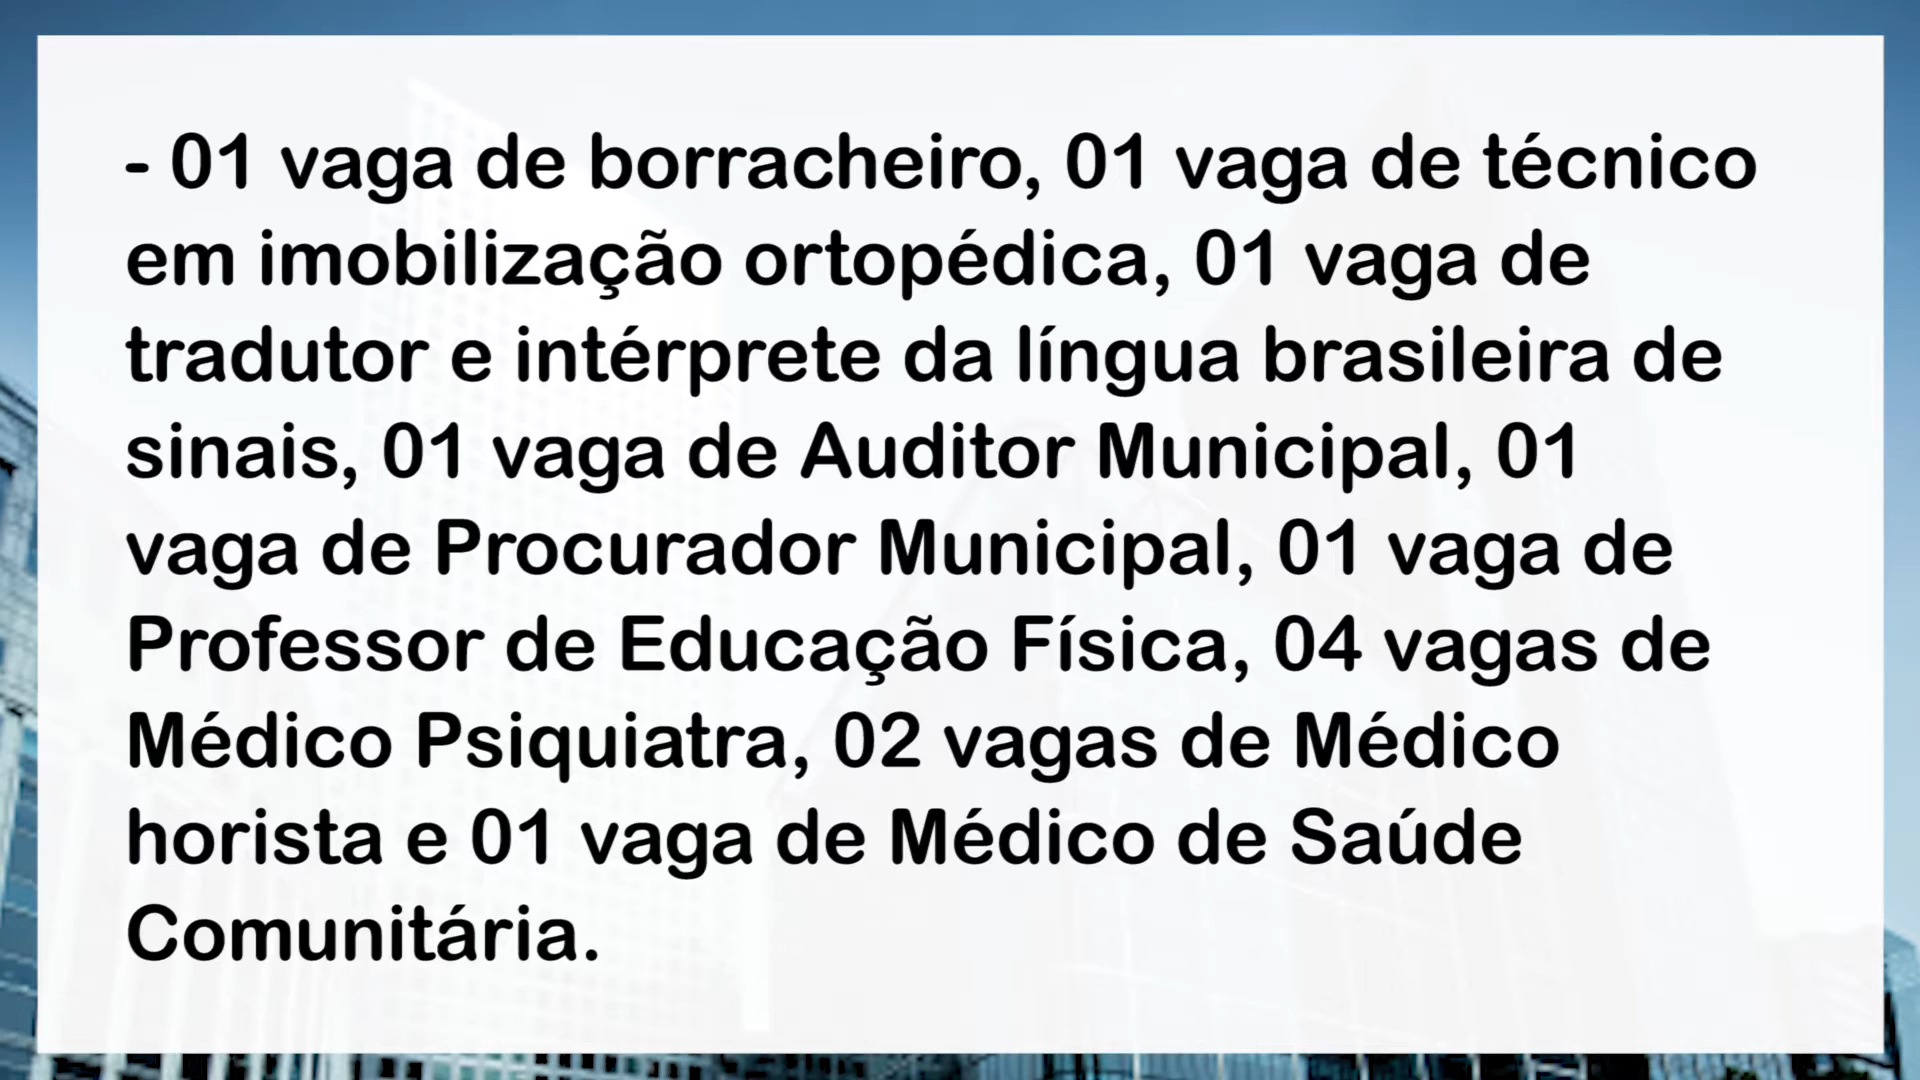 - 01 vaga de borracheiro, 01 vaga de técnico
em imobilização ortopédica, 01 vaga de
tradutor e intérprete da língua brasileira de
sinais, 01 vaga de Auditor Municipal, 01
vaga de Procurador Municipal, 01 vaga de
Professor de Educação Física, 04 vagas de
Médico Psiquiatra, 02 vagas de Médico
horista e 01 vaga de Médico de Saúde
Comunitária.